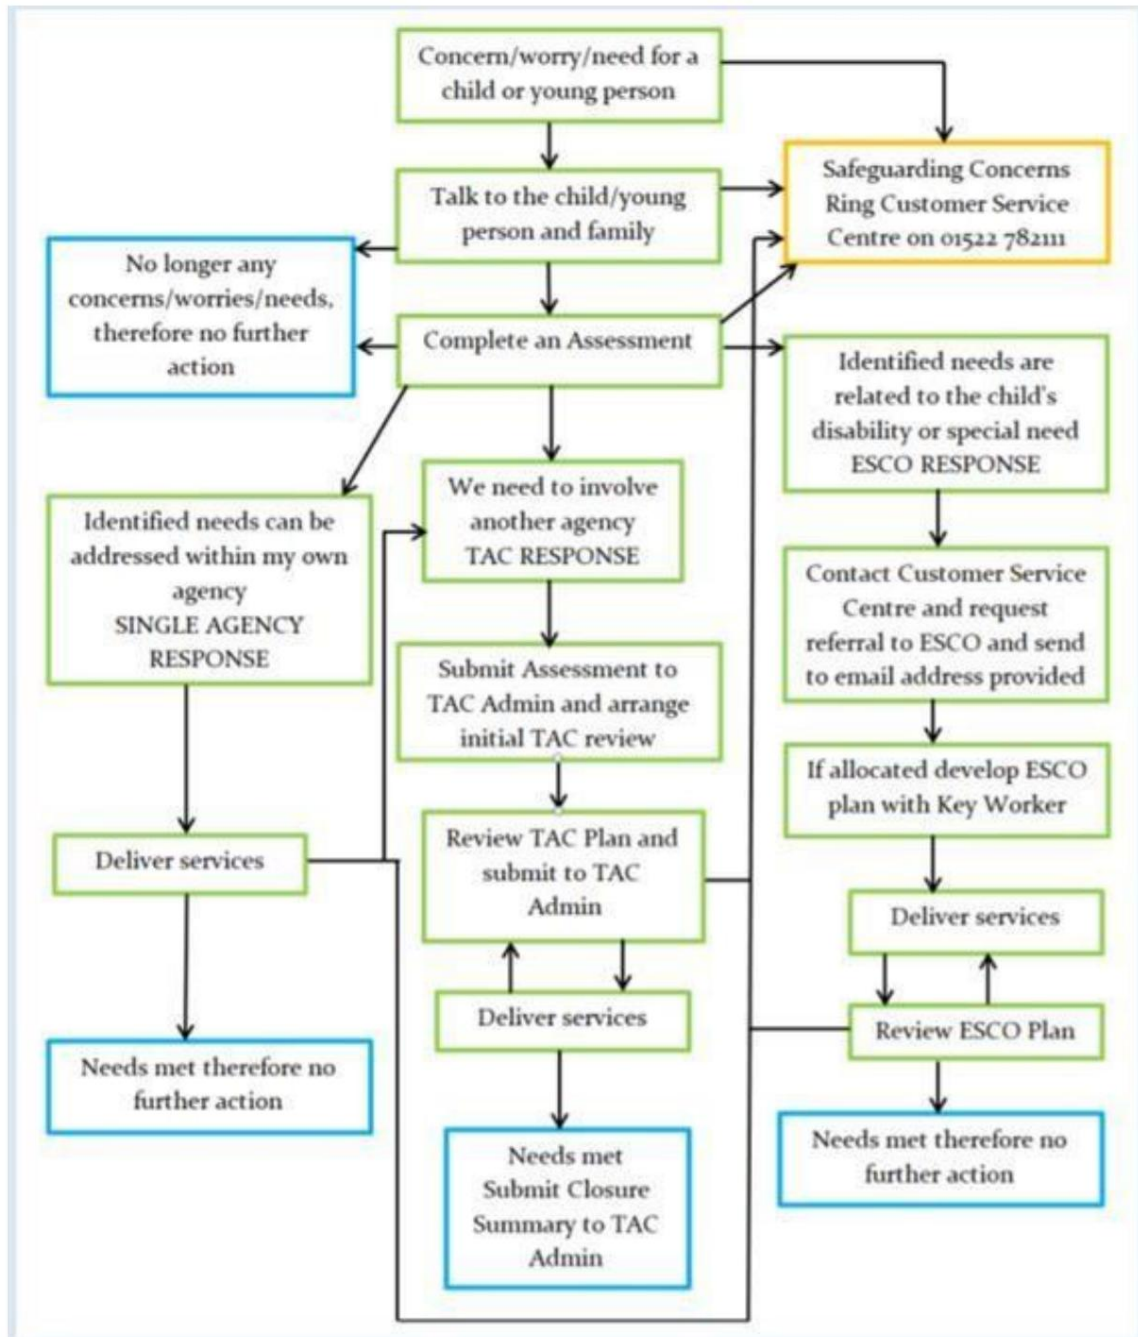 Concern/worry/need for a
child or young person
Safeguarding Concerns
Ring Customer Service
Centre on 01522 782111
Talk to the child/young
person and family
No longer any
concerns/worries/needs,
therefore no further
action
Complete an Assessment
Identified needs are
related to the child's
disability or special need
ESCO RESPONSE
We need to involve
another agency
TAC RESPONSE
Identified needs can be
addressed within my own
agency
SINGLE AGENCY
RESPONSE
Contact Customer Service
Centre and request
referral to ESCO and send
to email address provided
Submit Assessment to
TAC Admin and arrange
initial TAC review
If allocated develop ESCO
plan with Key Worker
Review TAC Plan and
submit to TAC
Admin
Deliver services
Deliver services
Deliver services
Review ESCO Plan
Needs met therefore no
further action
Needs met
Submit Closure
Summary to TAC
Admin
Needs met therefore no
further action